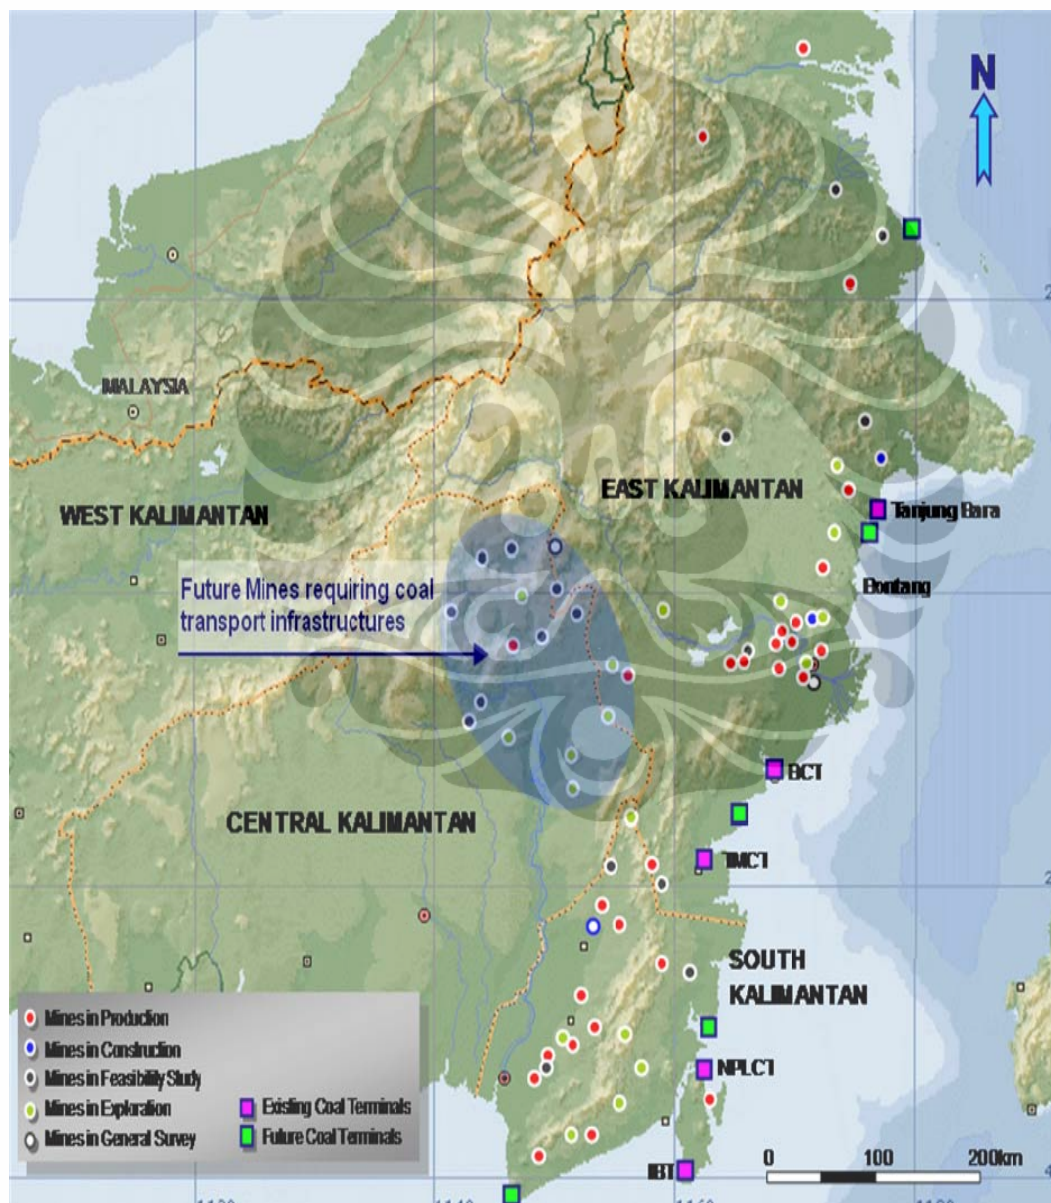 N
MALAYSIA
WEST KALIMANTAN
EAST KALIMANTAN
Tanjung Bara
Bontang
Future Mines requiring coal
transport infrastructures
BCT
CENTRAL KALIMANTAN
TMCT
SOUTH
KALIMANTAN
NPLCT
IBT
Mines in Production
Mines in Construction
Mines in Feasibility Study
Mines in Exploration
Mines in General Survey
Existing Coal Terminals
Future Coal Terminals
0 100 200km